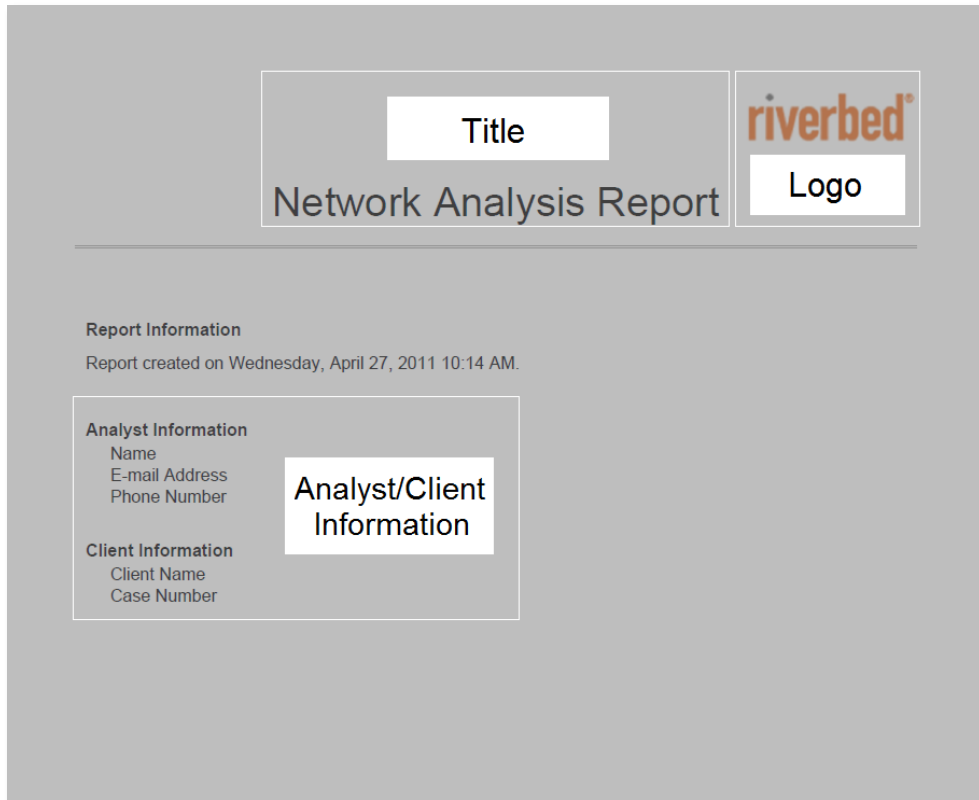 Title
Network Analysis Report
riverbed®
Logo
Report Information
Report created on Wednesday, April 27, 2011 10:14 AM.
Analyst Information
Name
E-mail Address
Phone Number
Analyst/Client
Information
Client Information
Client Name
Case Number